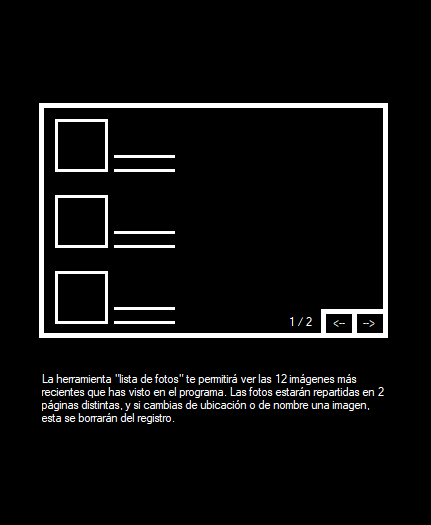 1 / 2
<--
-->
La herramienta "lista de fotos" te permitirá ver las 12 imágenes más
recientes que has visto en el programa. Las fotos estarán repartidas en 2
páginas distintas, y si cambias de ubicación o de nombre una imagen,
esta se borrarán del registro.